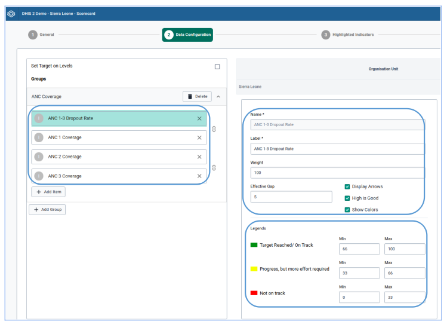 DHIS 2 Demo - Sierra Leone - Scorecard
1 General
2 Data Configuration
3 Highlighted Indicators
Set Target on Levels
Groups
ANC Coverage
Delete
ANC 1-3 Dropout Rate
ANC 1 Coverage
ANC 2 Coverage
ANC 3 Coverage
+ Add Item
+ Add Group
Organisation Unit
Sierra Leone
Name *
ANC 1-3 Dropout Rate
Label *
ANC 1-3 Dropout Rate
Weight
100
Effective Gap
5
Display Arrows
High is Good
Show Colors
Legends
Target Reached/ On Track
Min
Max
100
Progress, but more effort required
Min
Max
33
66
Not on track
Min
Max
0